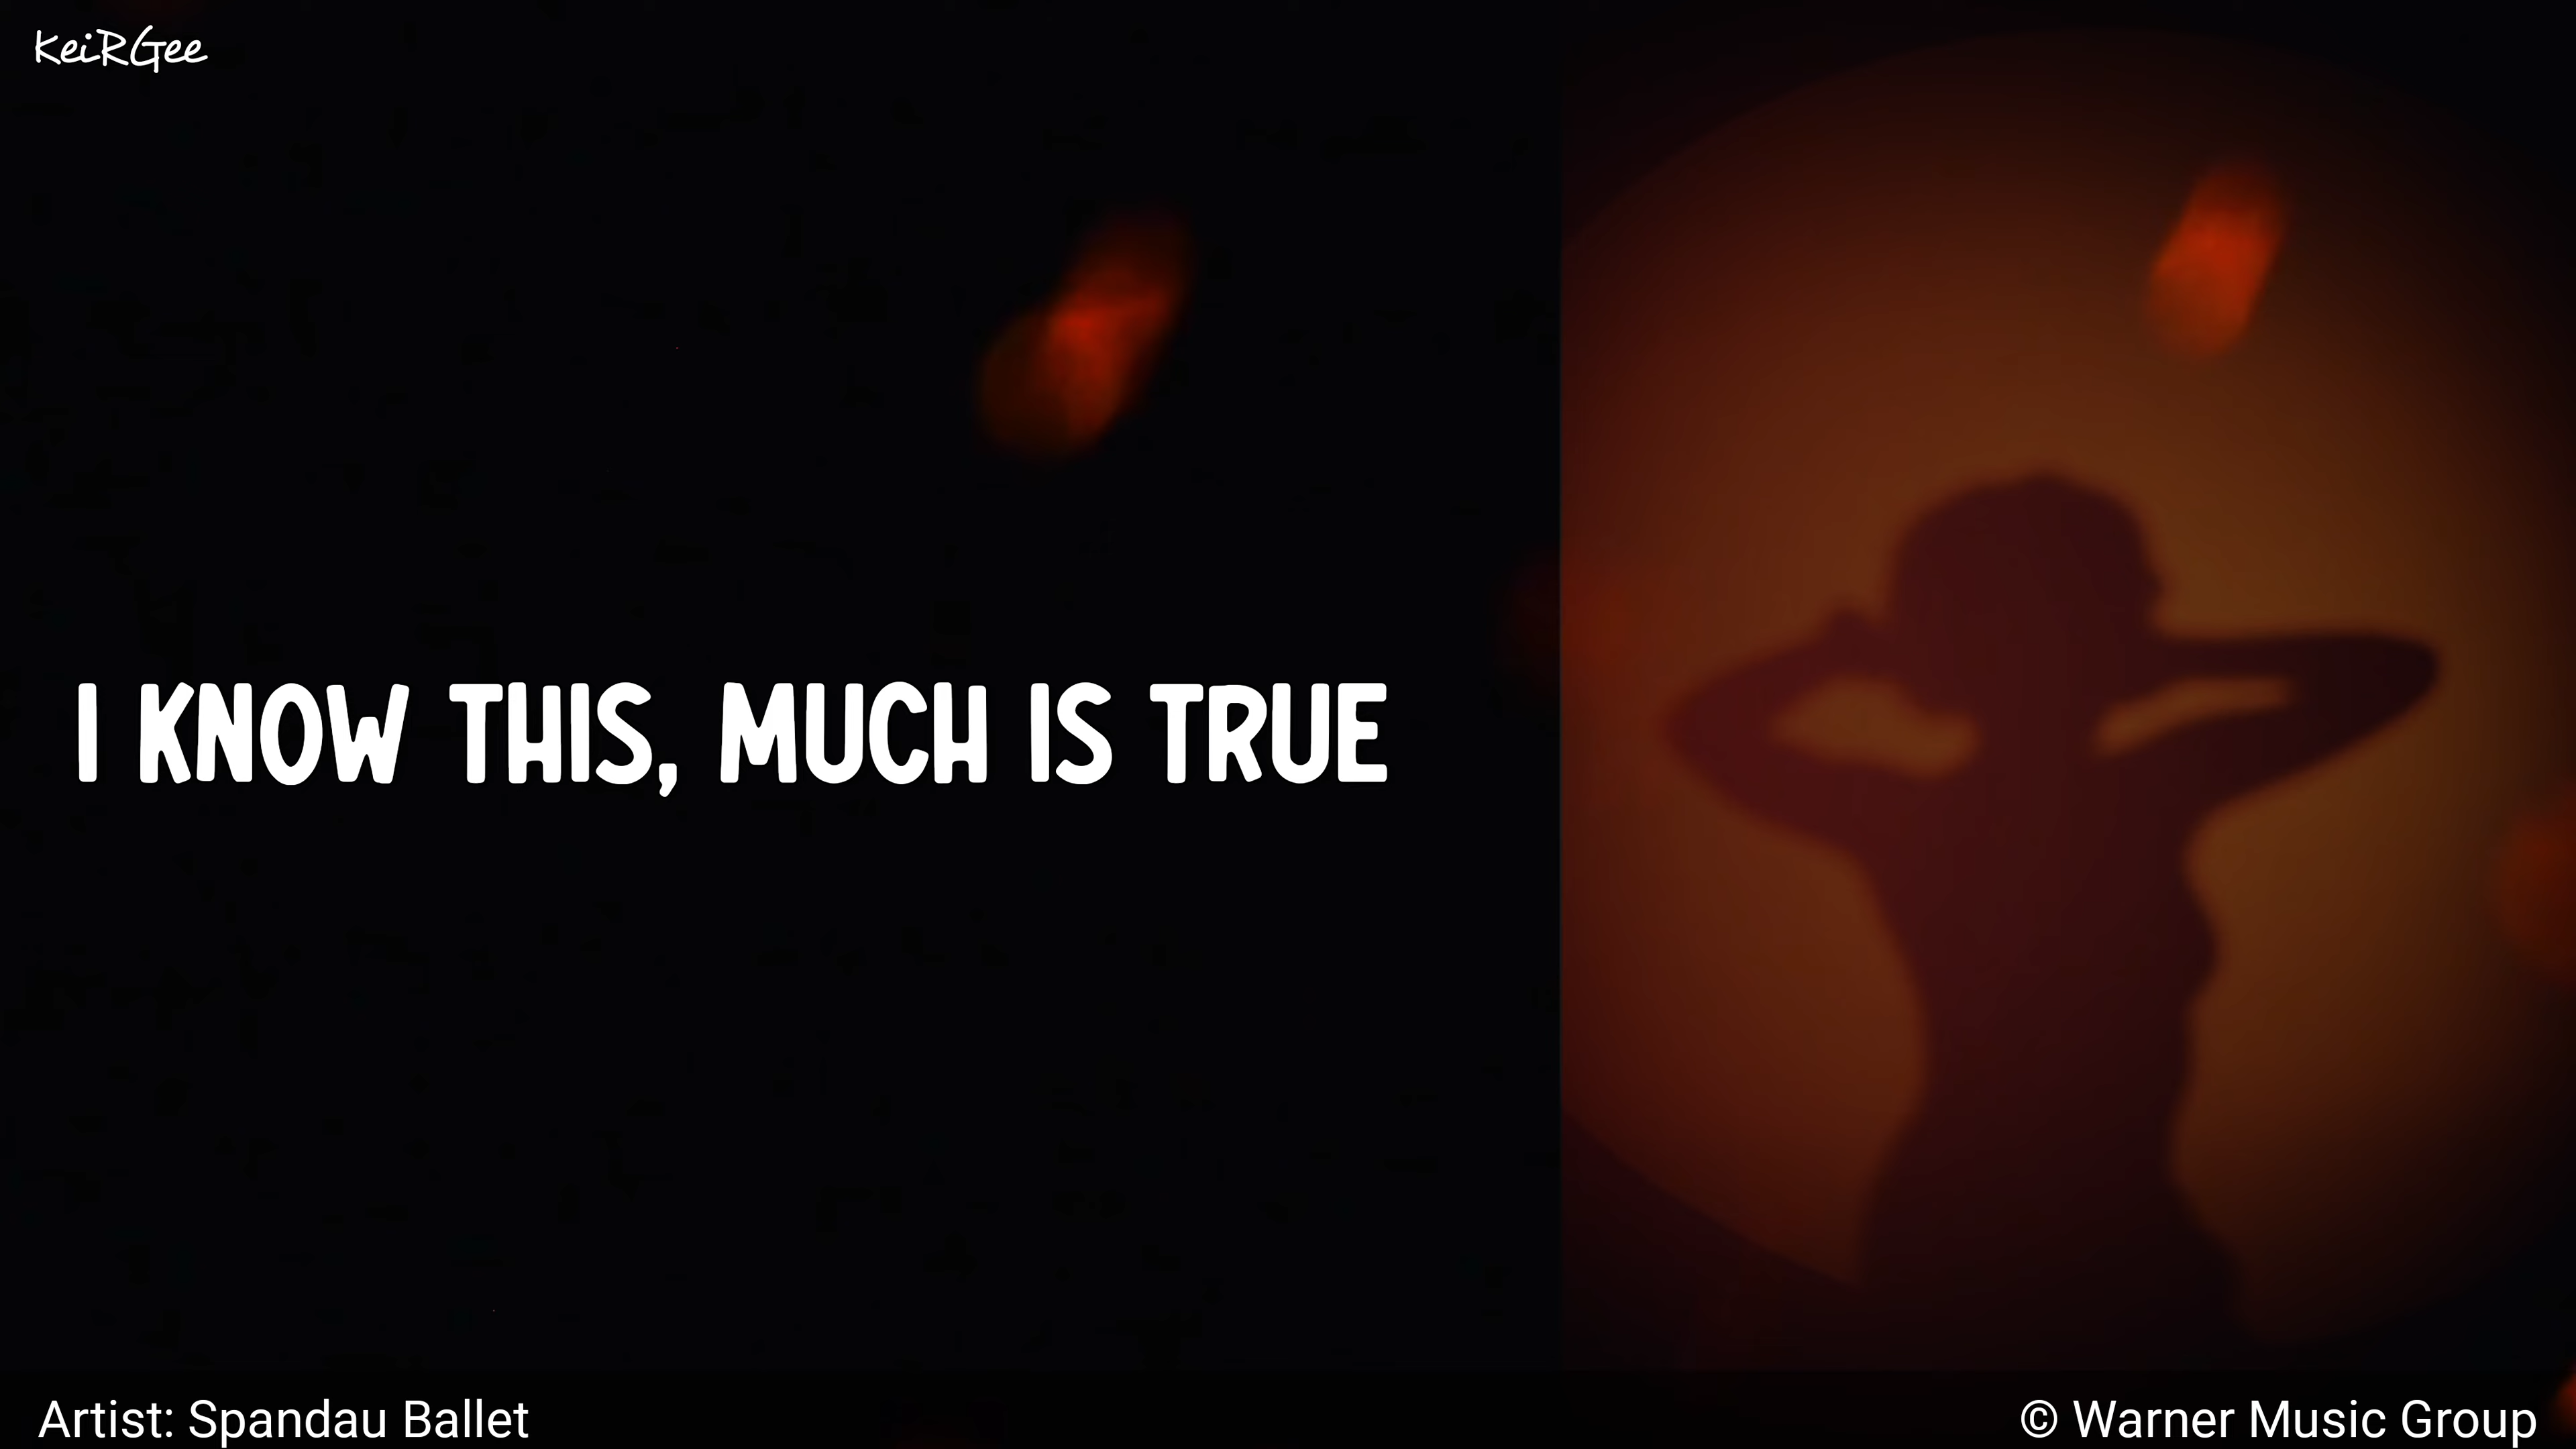 KeiRGee
I KNOW THIS, MUCH IS TRUE
Artist: Spandau Ballet
© Warner Music Group